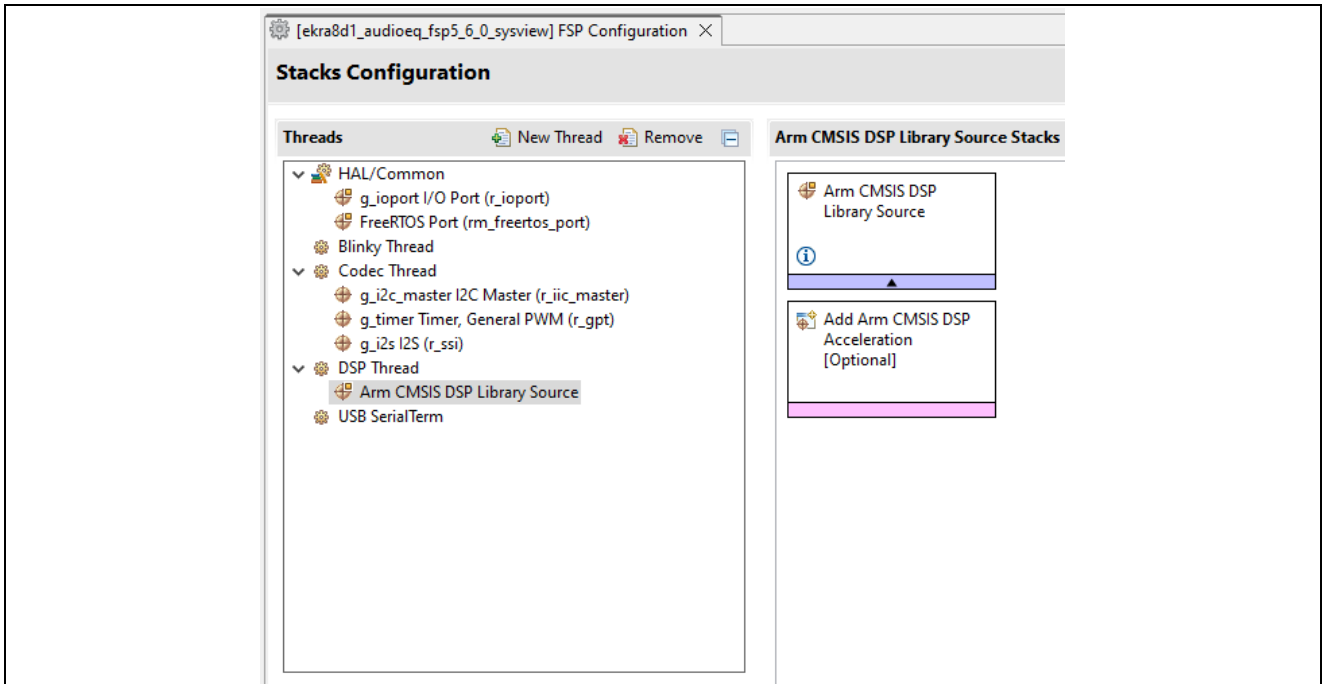 [ekra8d1_audioeq_fsp5_6_0_sysview] FSP Configuration
Stacks Configuration
Threads
New Thread
Remove
HAL/Common
g_ioport I/O Port (r_ioport)
FreeRTOS Port (rm_freertos_port)
Blinky Thread
Codec Thread
g_i2c_master I2C Master (r_iic_master)
g_timer Timer, General PWM (r_gpt)
g_i2s I2S (r_ssi)
DSP Thread
Arm CMSIS DSP Library Source
USB SerialTerm
Arm CMSIS DSP Library Source Stacks
Arm CMSIS DSP
Library Source
Add Arm CMSIS DSP
Acceleration
[Optional]